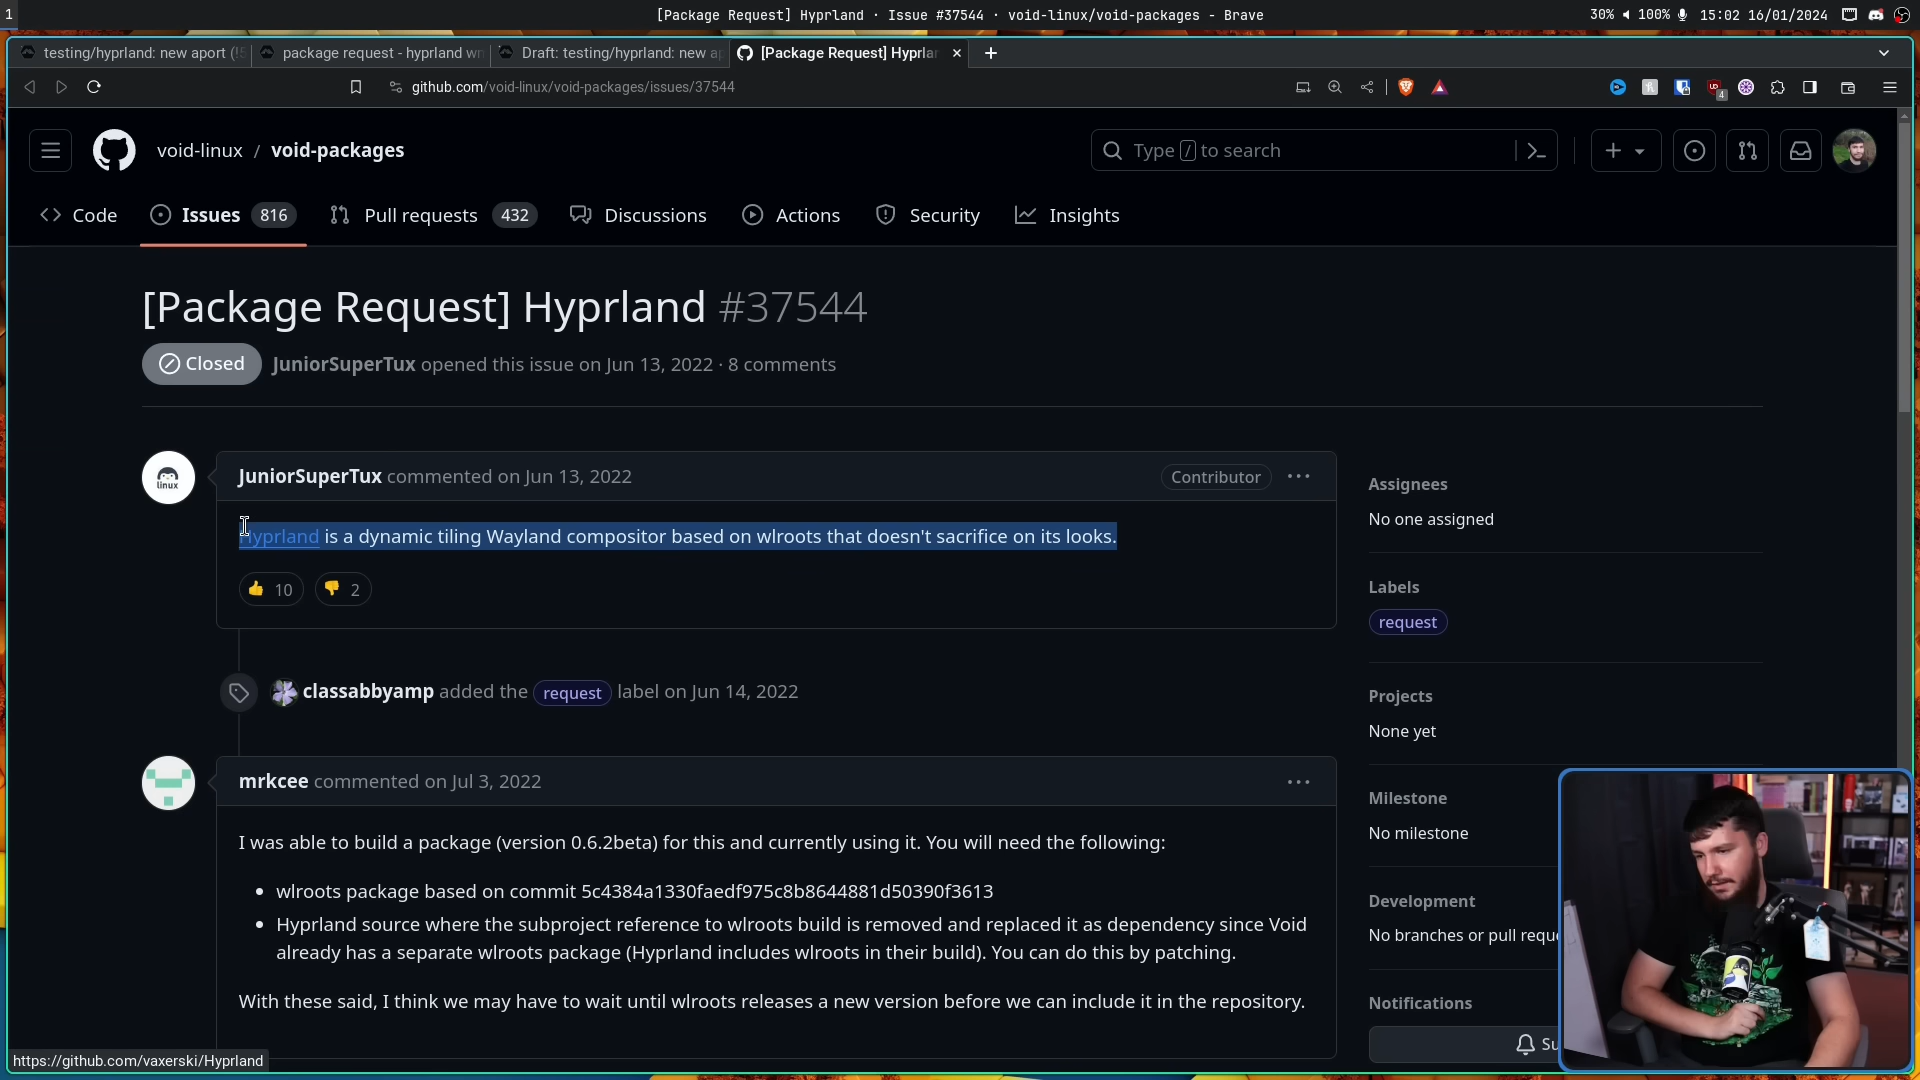 1
[Package Request] Hyprland · Issue #37544 · void-linux/void-packages - Brave
30% 100% 15:02 16/01/2024
testing/hyprland: new aport (!5
package request - hyprland wr
Draft: testing/hyprland: new ap
[Package Request] Hyprlan
github.com/void-linux/void-packages/issues/37544
4
void-linux / void-packages
Type / to search
Code
Issues 816
Pull requests 432
Discussions
Actions
Security
Insights
[Package Request] Hyprland #37544
Closed
JuniorSuperTux opened this issue on Jun 13, 2022 · 8 comments
linux
JuniorSuperTux commented on Jun 13, 2022
Contributor
Hyprland is a dynamic tiling Wayland compositor based on wlroots that doesn't sacrifice on its looks.
👍 10 👎 2
classabbyamp added the request label on Jun 14, 2022
mrkcee commented on Jul 3, 2022
I was able to build a package (version 0.6.2beta) for this and currently using it. You will need the following:
• wlroots package based on commit 5c4384a1330faedf975c8b8644881d50390f3613
• Hyprland source where the subproject reference to wlroots build is removed and replaced it as dependency since Void
already has a separate wlroots package (Hyprland includes wlroots in their build). You can do this by patching.
With these said, I think we may have to wait until wlroots releases a new version before we can include it in the repository.
Assignees
No one assigned
Labels
request
Projects
None yet
Milestone
No milestone
Development
No branches or pull reque
Notifications
Su
https://github.com/vaxerski/Hyprland